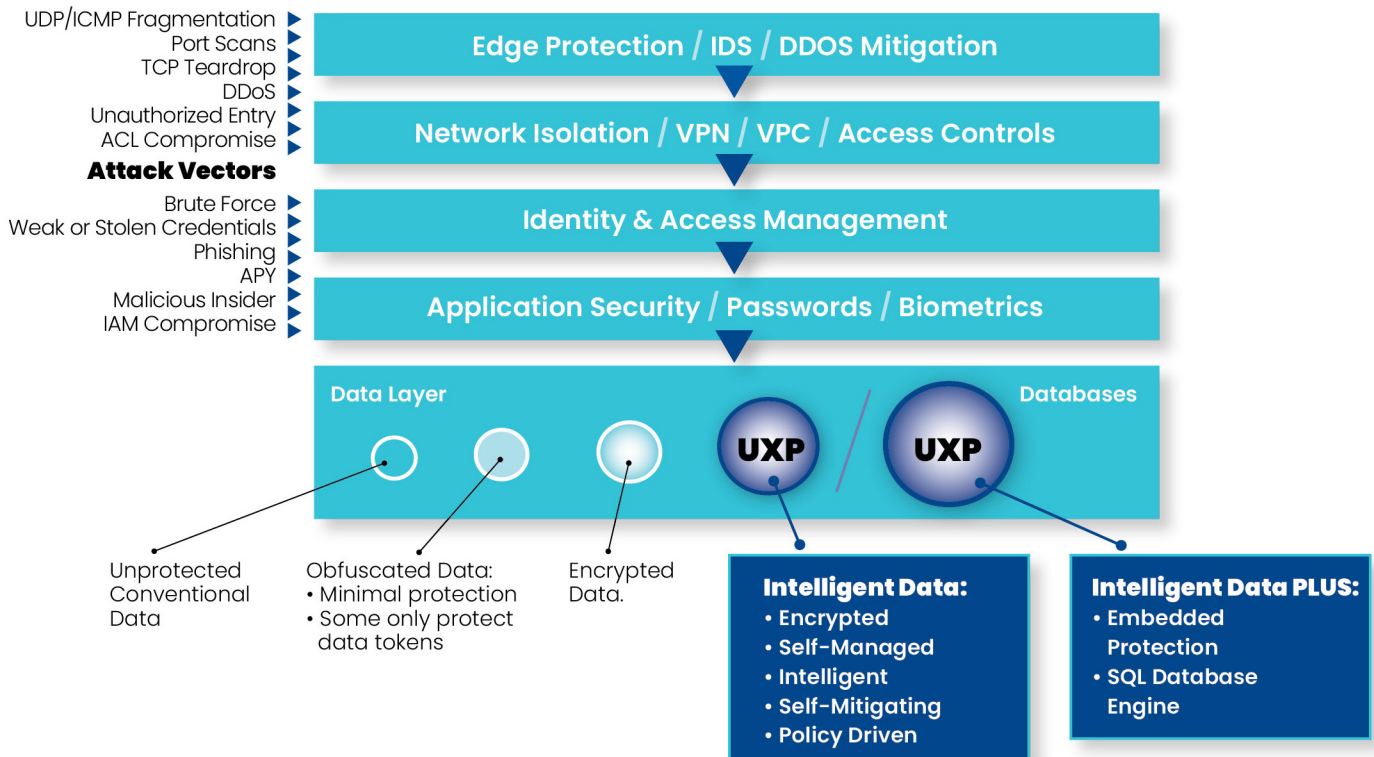 UDP/ICMP Fragmentation
Port Scans
TCP Teardrop
DDoS
Unauthorized Entry
ACL Compromise
Attack Vectors
Brute Force
Weak or Stolen Credentials
Phishing
APY
Malicious Insider
IAM Compromise
Edge Protection / IDS / DDOS Mitigation
Network Isolation / VPN / VPC / Access Controls
Identity & Access Management
Application Security / Passwords / Biometrics
Data Layer
Databases
UXP
UXP
Unprotected
Conventional
Data
Obfuscated Data:
• Minimal protection
• Some only protect
data tokens
Encrypted
Data.
Intelligent Data:
• Encrypted
• Self-Managed
• Intelligent
• Self-Mitigating
• Policy Driven
Intelligent Data PLUS:
• Embedded
Protection
• SQL Database
Engine